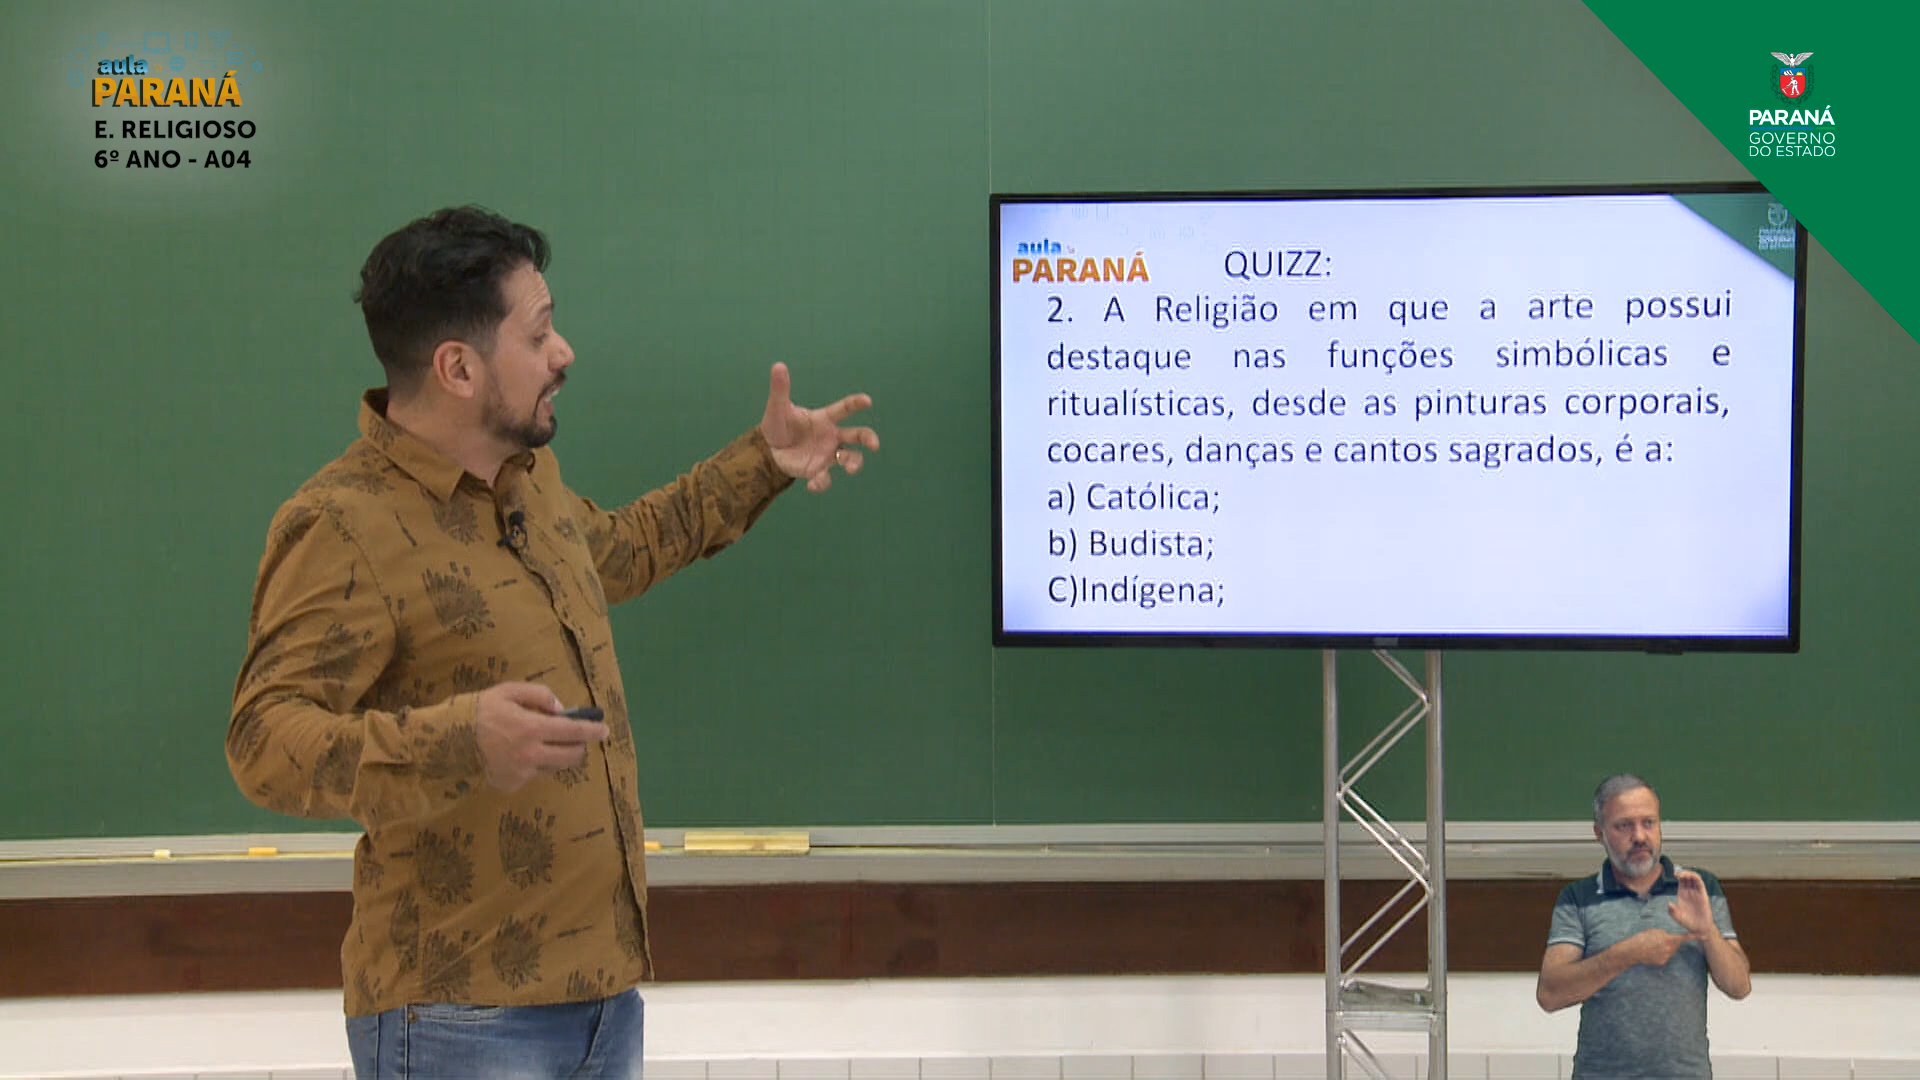 aula
PARANÁ
E. RELIGIOSO
6º ANO - A04
PARANÁ
GOVERNO
DO ESTADO
aula
PARANÁ
QUIZZ:
2. A Religião em que a arte possui
destaque nas funções simbólicas e
ritualísticas, desde as pinturas corporais,
cocares, danças e cantos sagrados, é a:
a) Católica;
b) Budista;
C)Indígena;